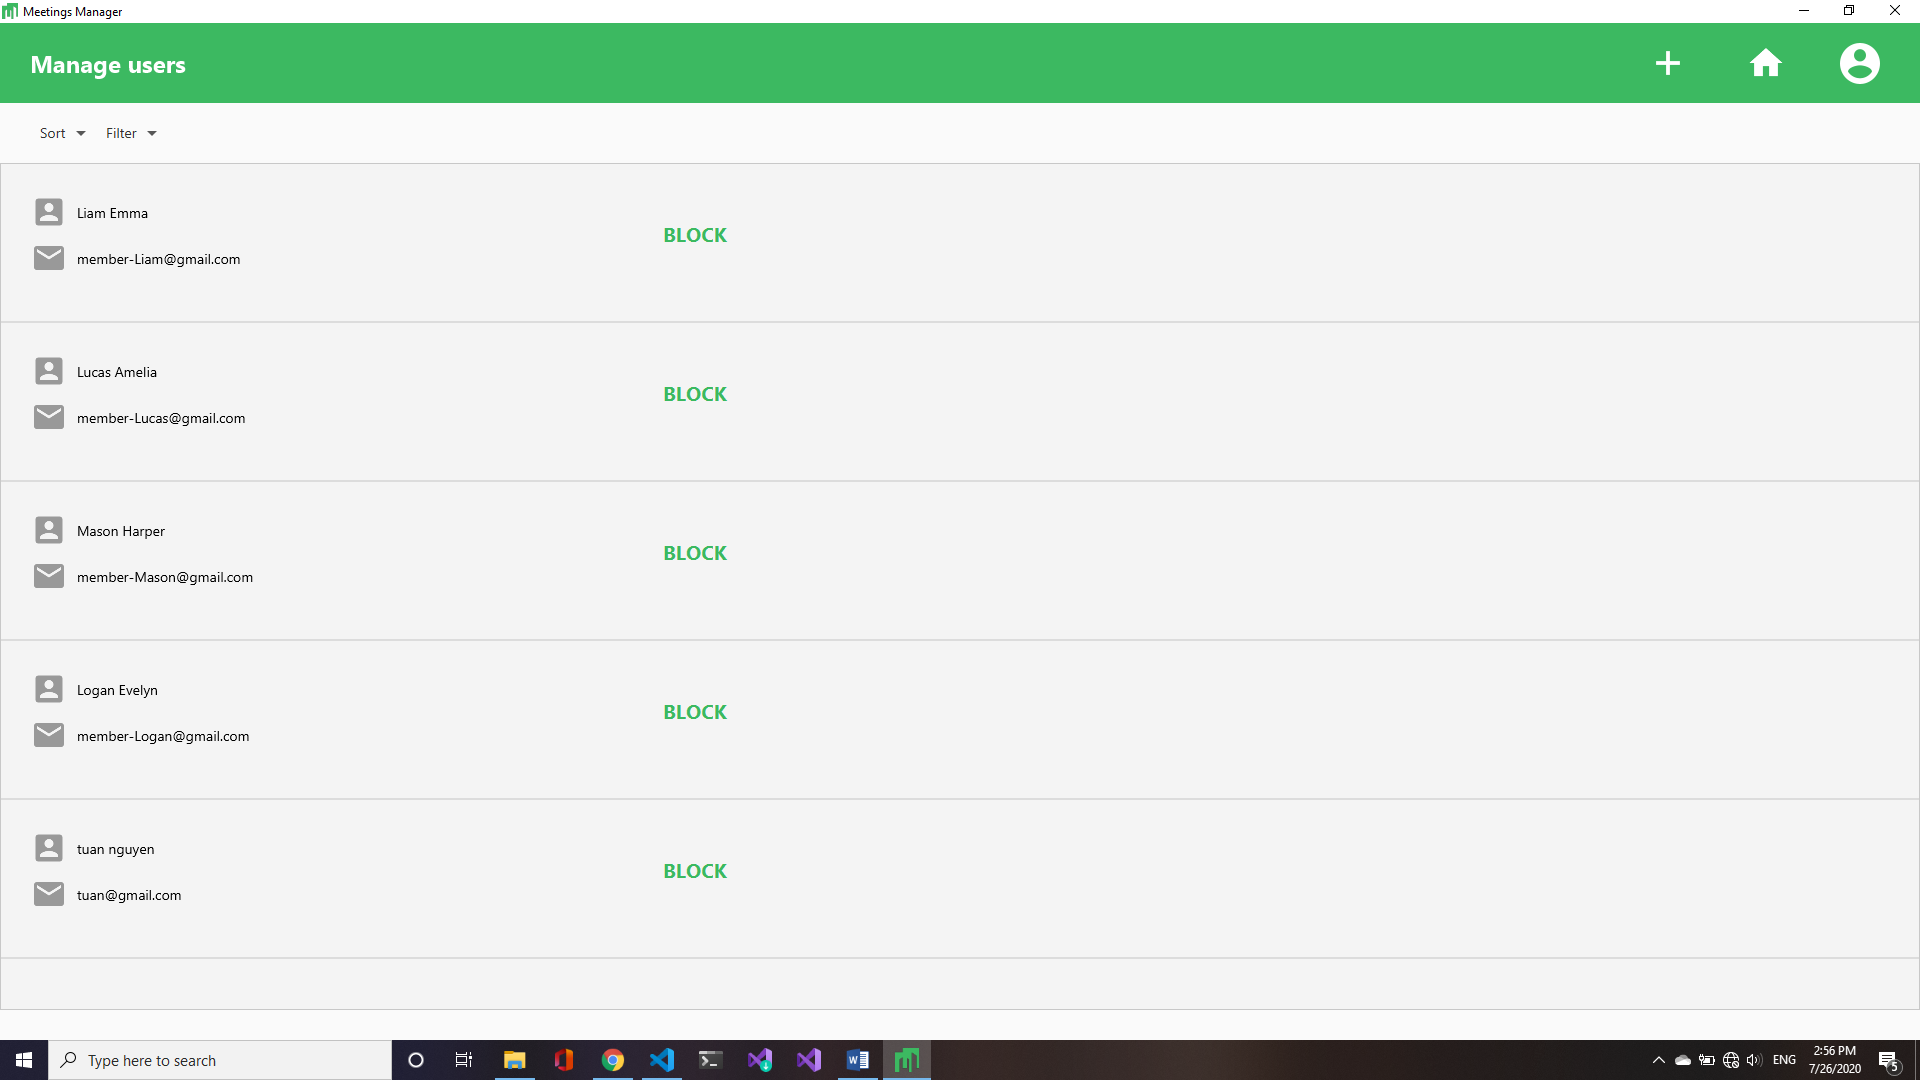 Meetings Manager
Manage users
Sort Filter
Liam Emma
BLOCK
member-Liam@gmail.com
Lucas Amelia
BLOCK
member-Lucas@gmail.com
Mason Harper
BLOCK
member-Mason@gmail.com
Logan Evelyn
BLOCK
member-Logan@gmail.com
tuan nguyen
BLOCK
tuan@gmail.com
Type here to search
ENG
2:56 PM
7/26/2020
5